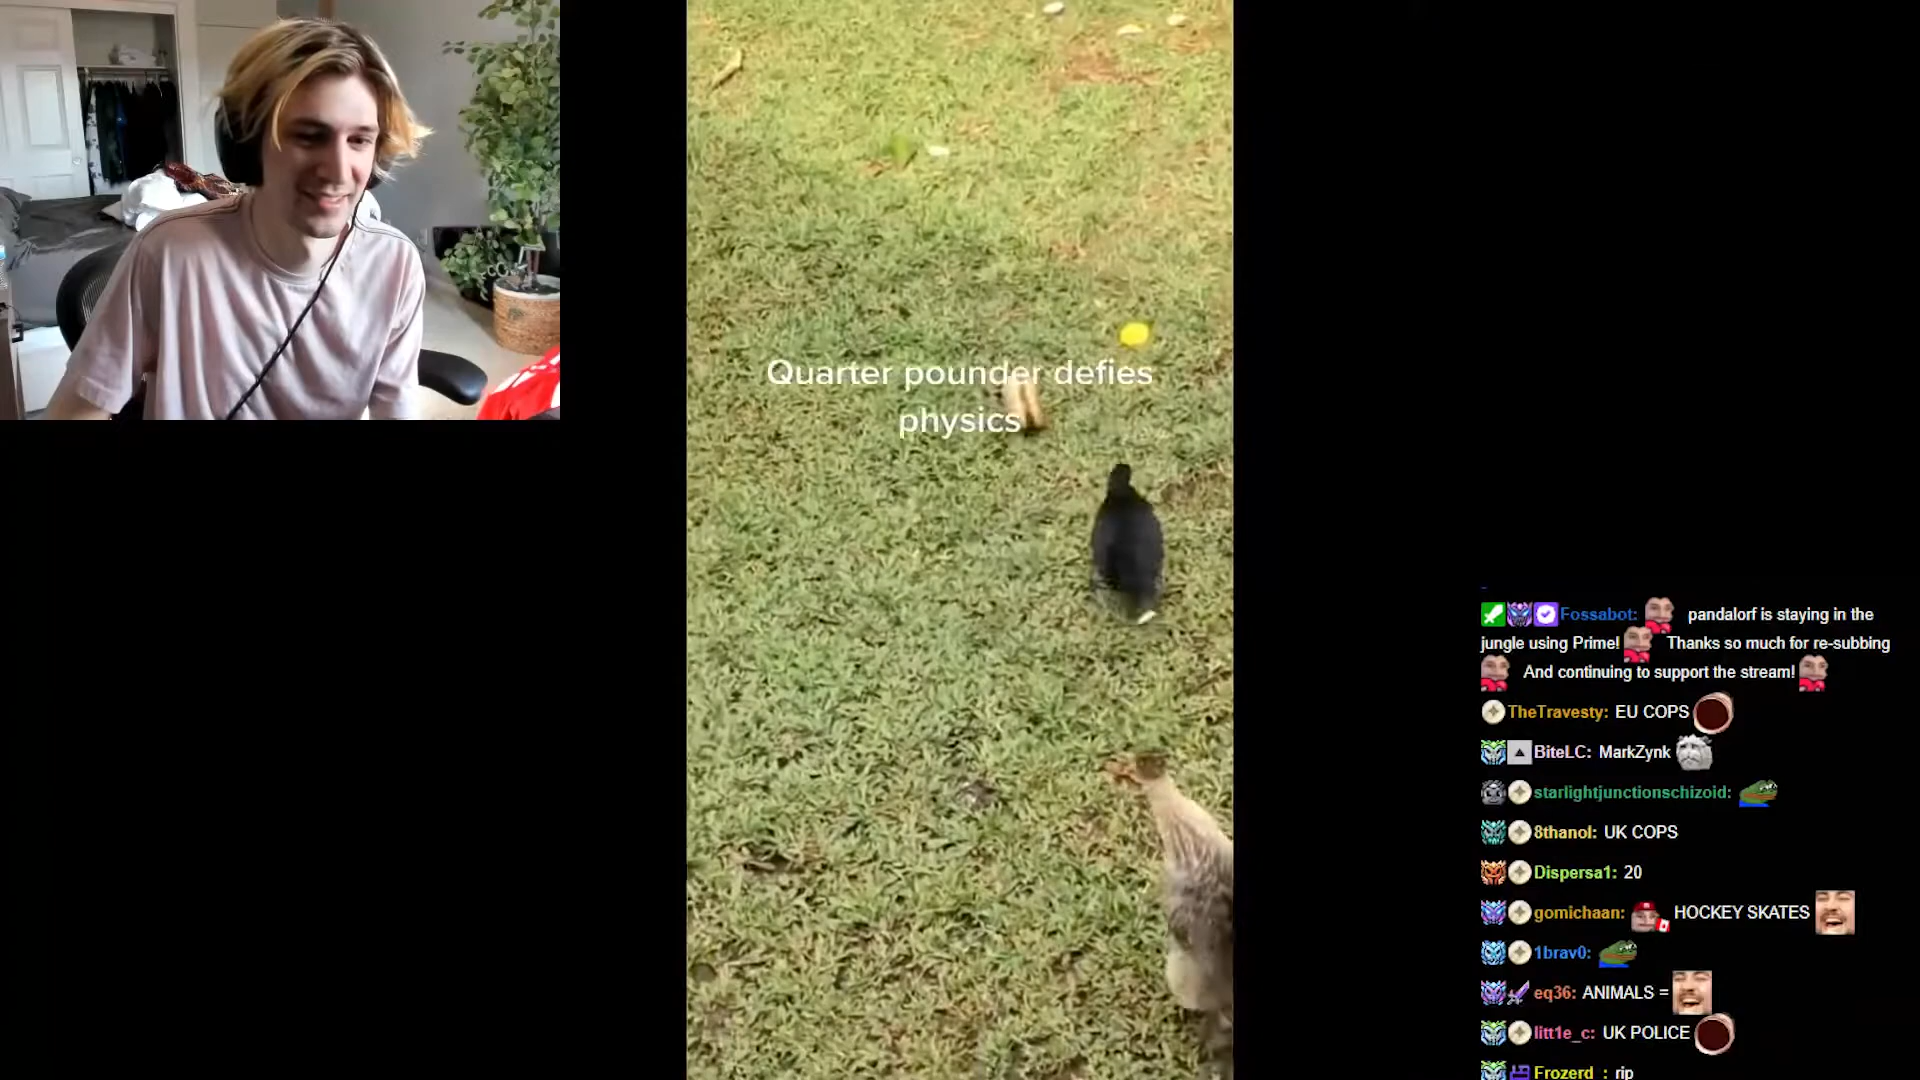 Quarter pounder defies
physics
Fossabot: pandalorf is staying in the
jungle using Prime! Thanks so much for re-subbing
And continuing to support the stream!
TheTravesty: EU COPS
BiteLC: MarkZynk
starlightjunctionschizoid:
8thanol: UK COPS
Dispersa1: 20
gomichaan: HOCKEY SKATES
1brav0:
eq36: ANIMALS =
litt1e_c: UK POLICE
Frozerd : rip